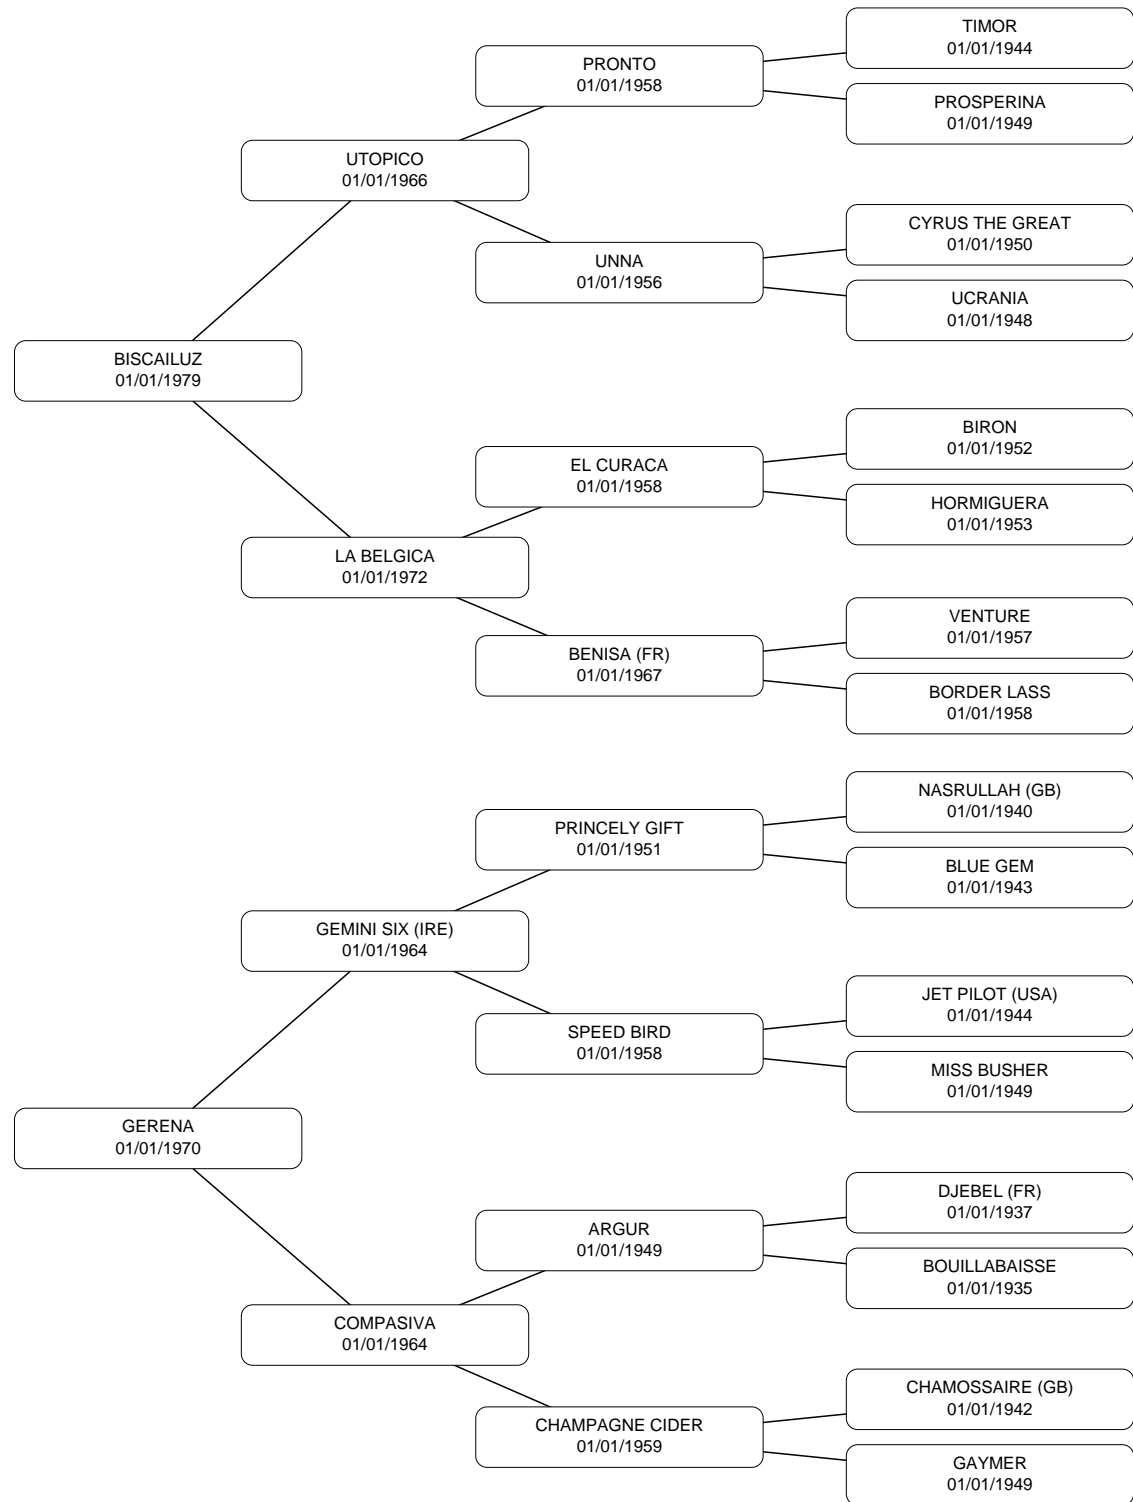 TIMOR
01/01/1944
PRONTO
01/01/1958
PROSPERINA
01/01/1949
UTOPICO
01/01/1966
CYRUS THE GREAT
01/01/1950
UNNA
01/01/1956
UCRANIA
01/01/1948
BISCAILUZ
01/01/1979
BIRON
01/01/1952
EL CURACA
01/01/1958
HORMIGUERA
01/01/1953
LA BELGICA
01/01/1972
VENTURE
01/01/1957
BENISA (FR)
01/01/1967
BORDER LASS
01/01/1958
NASRULLAH (GB)
01/01/1940
PRINCELY GIFT
01/01/1951
BLUE GEM
01/01/1943
GEMINI SIX (IRE)
01/01/1964
JET PILOT (USA)
01/01/1944
SPEED BIRD
01/01/1958
MISS BUSHER
01/01/1949
GERENA
01/01/1970
DJEBEL (FR)
01/01/1937
ARGUR
01/01/1949
BOUILLABAISSE
01/01/1935
COMPASIVA
01/01/1964
CHAMOSSAIRE (GB)
01/01/1942
CHAMPAGNE CIDER
01/01/1959
GAYMER
01/01/1949